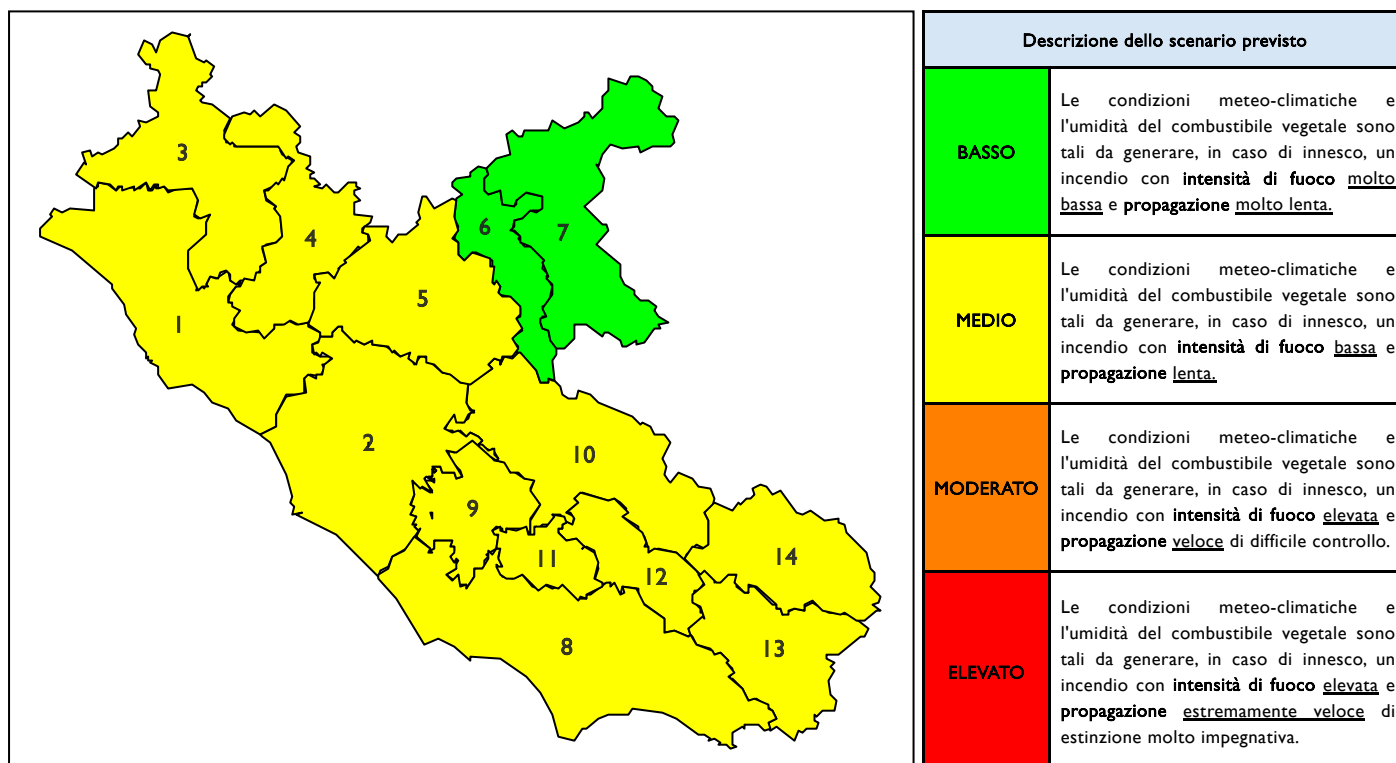 3
4
6
7
5
1
2
10
9
11
12
14
8
13
Descrizione dello scenario previsto
BASSO
Le condizioni meteo-climatiche e
l'umidità del combustibile vegetale sono
tali da generare, in caso di innesco, un
incendio con intensità di fuoco molto
bassa e propagazione molto lenta.
MEDIO
Le condizioni meteo-climatiche e
l'umidità del combustibile vegetale sono
tali da generare, in caso di innesco, un
incendio con intensità di fuoco bassa e
propagazione lenta.
MODERATO
Le condizioni meteo-climatiche e
l'umidità del combustibile vegetale sono
tali da generare, in caso di innesco, un
incendio con intensità di fuoco elevata e
propagazione veloce di difficile controllo.
ELEVATO
Le condizioni meteo-climatiche e
l'umidità del combustibile vegetale sono
tali da generare, in caso di innesco, un
incendio con intensità di fuoco elevata e
propagazione estremamente veloce di
estinzione molto impegnativa.